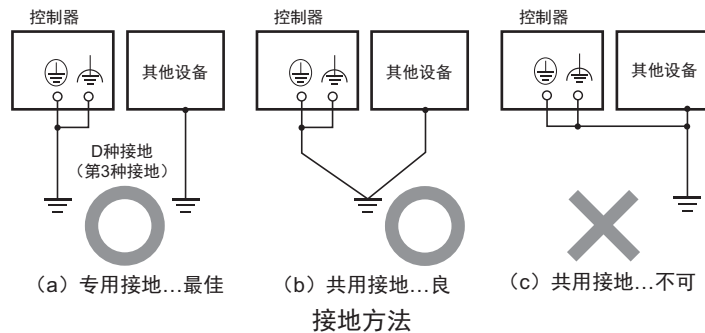 控制器
其他设备
D种接地
（第3种接地）
（a）专用接地…最佳
控制器
其他设备
（b）共用接地…良
控制器
其他设备
（c）共用接地…不可
接地方法